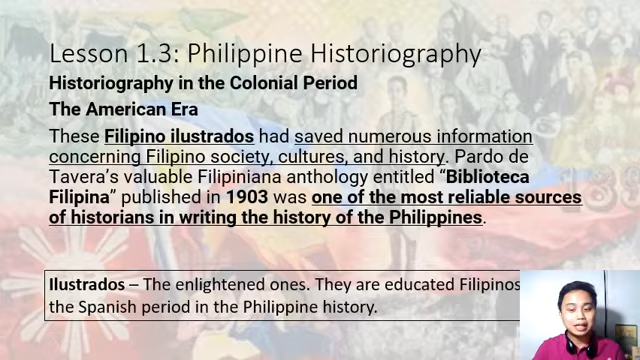 Lesson 1.3: Philippine Historiography
Historiography in the Colonial Period
The American Era
These Filipino ilustrados had saved numerous information
concerning Filipino society, cultures, and history. Pardo de
Tavera's valuable Filipiniana anthology entitled “Biblioteca
Filipina” published in 1903 was one of the most reliable sources
of historians in writing the history of the Philippines.
Ilustrados – The enlightened ones. They are educated Filipinos
the Spanish period in the Philippine history.